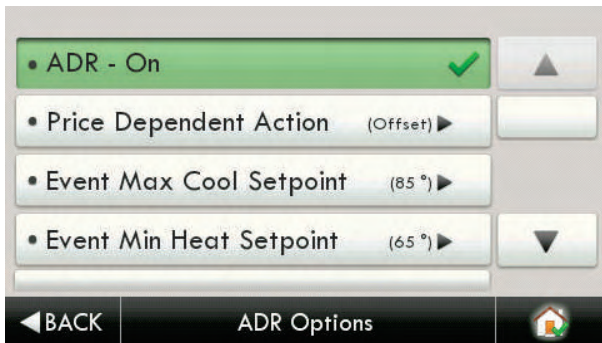 • ADR - On
• Price Dependent Action (Offset)
• Event Max Cool Setpoint (85 °)
• Event Min Heat Setpoint (65 °)
BACK ADR Options